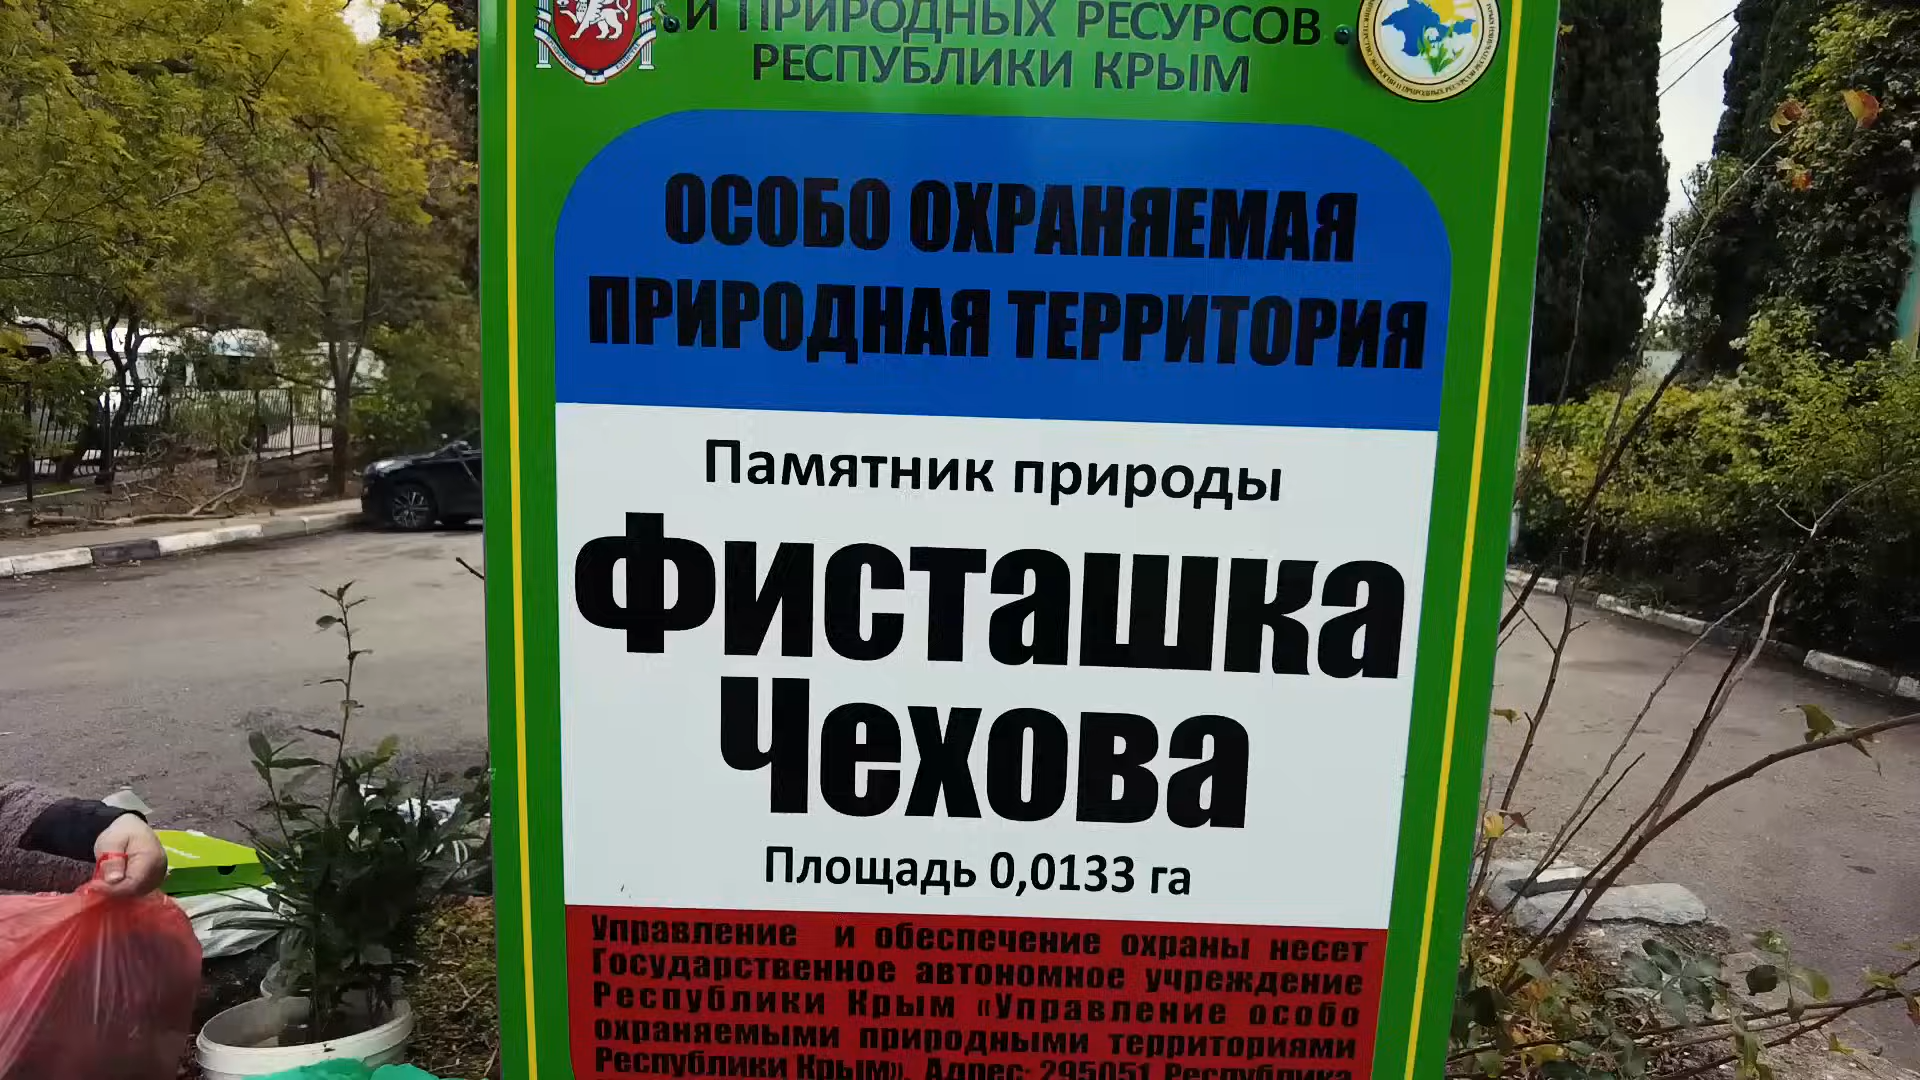 И ПРИРОДНЫХ РЕСУРСОВ
РЕСПУБЛИКИ КРЫМ
ОСОБО ОХРАНЯЕМАЯ
ПРИРОДНАЯ ТЕРРИТОРИЯ
Памятник природы
Фисташка
Чехова
Площадь 0,0133 га
Управление и обеспечение охраны несет
Государственное автономное учреждение
Республики Крым «Управление особо
охраняемыми природными территориями
Республики Крым». Адрес: 295051, Республика